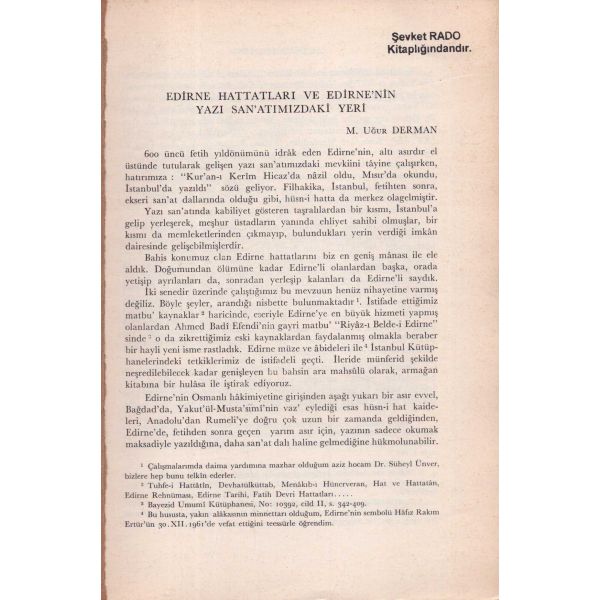 Şevket RADO
Kitaplığındandır.
EDİRNE HATTATLARI VE EDİRNE'NİN
YAZI SAN'ATIMIZDAKİ YERİ
M. Uğur DERMAN
600 üncü fetih yıldönümünü idrâk eden Edirne'nin, altı asırdır el
üstünde tutularak gelişen yazı san'atımızdaki mevkiini tâyine çalışırken,
hatırımıza : "Kur'an-ı Kerîm Hicaz'da nâzil oldu, Mısır'da okundu,
İstanbul'da yazıldı" sözü geliyor. Filhakika, İstanbul, fetihten sonra,
ekseri san'at dallarında olduğu gibi, hüsn-i hatta da merkez olagelmiştir.
Yazı san'atında kabiliyet gösteren taşralılardan bir kısmı, İstanbul'a
gelip yerleşerek, meşhur üstadların yanında ehliyet sahibi olmuşlar, bir
kısmı da memleketlerinden çıkmayıp, bulundukları yerin verdiği imkân
dairesinde gelişebilmişlerdir.
Bahis konumuz olan Edirne hattatlarını biz en geniş mânası ile ele
aldık. Doğumundan ölümüne kadar Edirne'li olanlardan başka, orada
yetişip ayrılanları da, sonradan yerleşip kalanları da Edirne'li saydık.
İki senedir üzerinde çalıştığımız bu mevzuun henüz nihayetine varmış
değiliz. Böyle şeyler, arandığı nisbette bulunmaktadır ¹. İstifade ettiğimiz
matbu' kaynaklar ² haricinde, eseriyle Edirne'ye en büyük hizmeti yapmış
olanlardan Ahmed Badi Efendi'nin gayri matbu' "Riyâz-ı Belde-i Edirne"
sinde ³ o da zikrettiğimiz eski kaynaklardan faydalanmış olmakla beraber
bir hayli yeni isme rastladık. Edirne müze ve âbideleri ile ⁴ İstanbul Kütüp-
hanelerindeki tetkiklerimiz de istifadeli geçti. İleride münferid şekilde
neşredilebilecek kadar genişleyen bu bahsin ara mahsûlü olarak, armağan
kitabına bir hulâsa ile iştirak ediyoruz.
Edirne'nin Osmanlı hâkimiyetine girişinden aşağı yukarı bir asır evvel,
Bağdad'da, Yakut'ül-Musta'sımî'nin vaz' eylediği esas hüsn-i hat kaide-
leri, Anadolu'dan Rumeli'ye doğru çok uzun bir zamanda geldiğinden,
Edirne'de, fetihden sonra geçen yarım asır için, yazının sadece okumak
maksadiyle yazıldığına, daha san'at dalı haline gelmediğine hükmolunabilir.
¹ Çalışmalarımda daima yardımına mazhar olduğum aziz hocam Dr. Süheyl Ünver,
bizlere hep bunu telkin ederler.
² Tuhfe-i Hattâtîn, Devhatülküttab, Menâkıb-ı Hünerveran, Hat ve Hattatân,
Edirne Rehnüması, Edirne Tarihi, Fatih Devri Hattatları.....
³ Bayezid Umumî Kütüphanesi, No: 10392, cild II, s. 342-409.
⁴ Bu hususta, yakın alâkasının minnettarı olduğum, Edirne'nin sembolü Hâfız Rakım
Ertür'ün 30.XII.1961'de vefat ettiğini teessürle öğrendim.